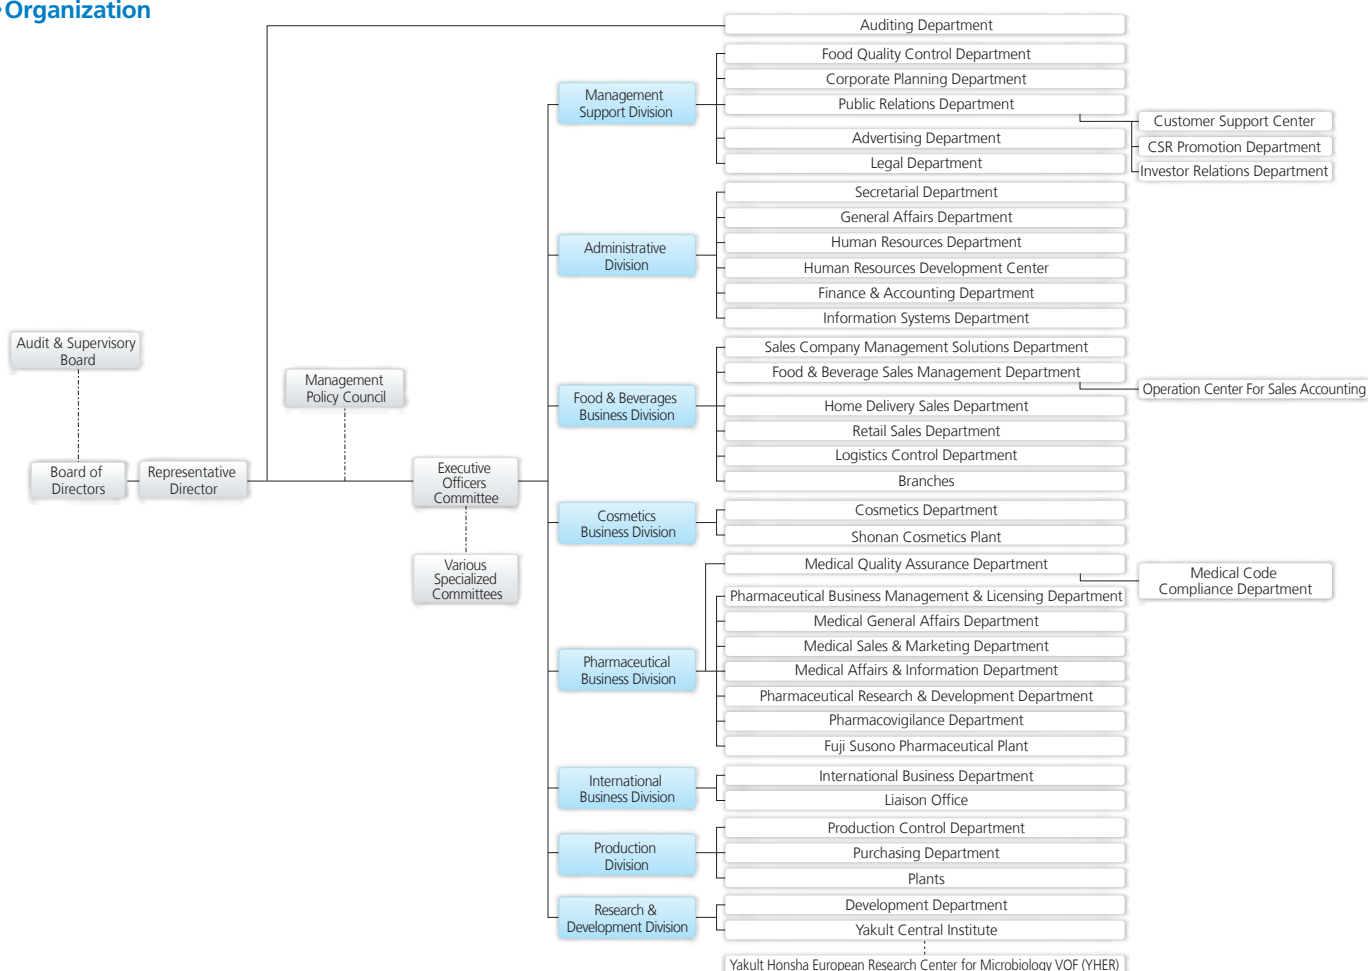 Organization
Auditing Department
Food Quality Control Department
Corporate Planning Department
Public Relations Department
Advertising Department
Legal Department
Management
Support Division
Customer Support Center
CSR Promotion Department
Investor Relations Department
Secretarial Department
General Affairs Department
Human Resources Department
Human Resources Development Center
Finance & Accounting Department
Information Systems Department
Administrative
Division
Audit & Supervisory
Board
Management
Policy Council
Sales Company Management Solutions Department
Food & Beverage Sales Management Department
Home Delivery Sales Department
Retail Sales Department
Logistics Control Department
Branches
Food & Beverages
Business Division
Operation Center For Sales Accounting
Board of
Directors
Representative
Director
Executive
Officers
Committee
Various
Specialized
Committees
Cosmetics
Business Division
Cosmetics Department
Shonan Cosmetics Plant
Medical Quality Assurance Department
Medical Code
Compliance Department
Pharmaceutical Business Management & Licensing Department
Medical General Affairs Department
Medical Sales & Marketing Department
Medical Affairs & Information Department
Pharmaceutical Research & Development Department
Pharmacovigilance Department
Fuji Susono Pharmaceutical Plant
Pharmaceutical
Business Division
International
Business Division
International Business Department
Liaison Office
Production
Division
Production Control Department
Purchasing Department
Plants
Research &
Development Division
Development Department
Yakult Central Institute
Yakult Honsha European Research Center for Microbiology VOF (YHER)